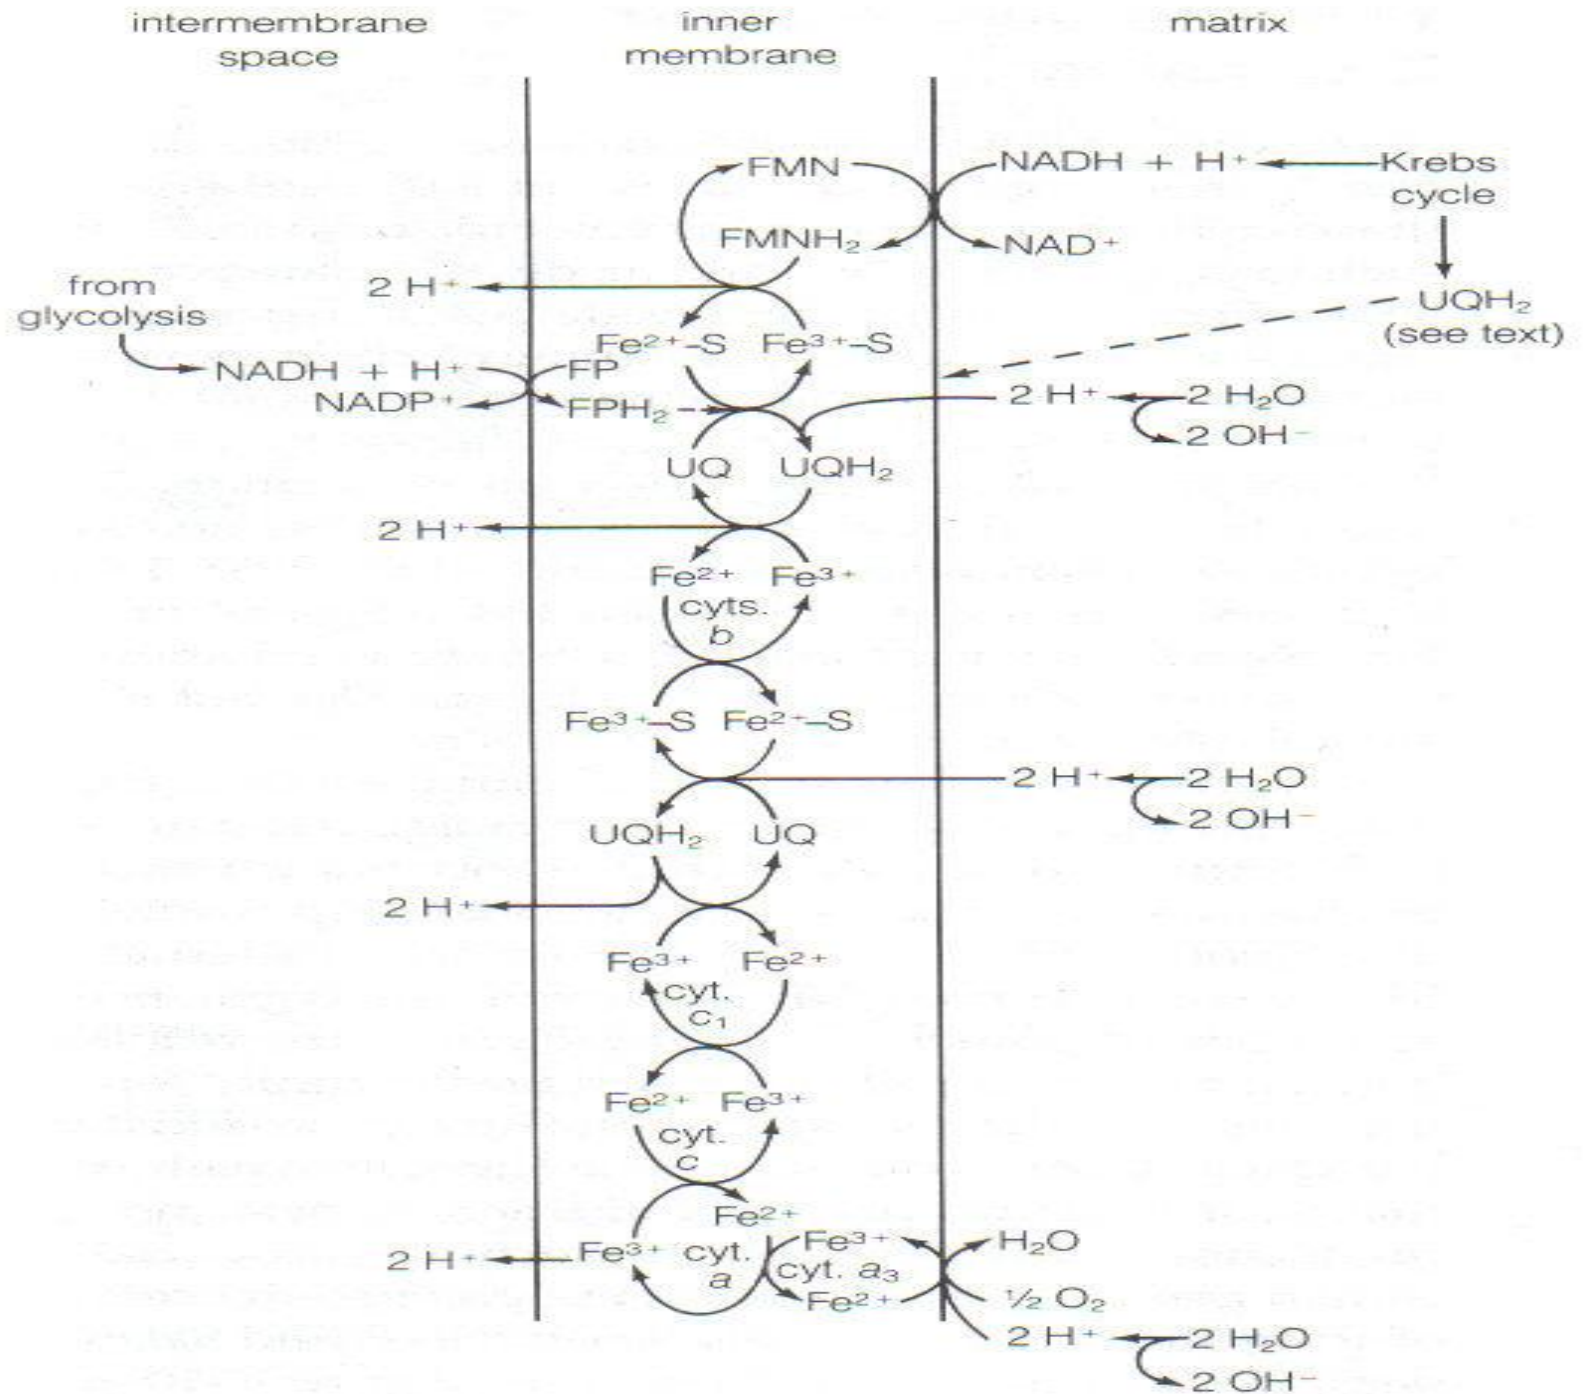 intermembrane
space
inner
membrane
matrix
FMN
NADH + H⁺
Krebs
cycle
FMNH₂
NAD⁺
2 H⁺
from
glycolysis
UQH₂
(see text)
Fe²⁺-S Fe³⁺-S
NADH + H⁺
FP
NADP⁺
FPH₂
2 H⁺
2 H₂O
2 OH⁻
UQ UQH₂
2 H⁺
Fe²⁺ Fe³⁺
cyts.
b
Fe³⁺-S Fe²⁺-S
2 H⁺
2 H₂O
2 OH⁻
UQH₂ UQ
2 H⁺
Fe³⁺ Fe²⁺
cyt.
c₁
Fe²⁺ Fe³⁺
cyt.
c
Fe²⁺
2 H⁺
Fe³⁺
cyt.
a
Fe³⁺
cyt. a₃
Fe²⁺
H₂O
½ O₂
2 H⁺
2 H₂O
2 OH⁻